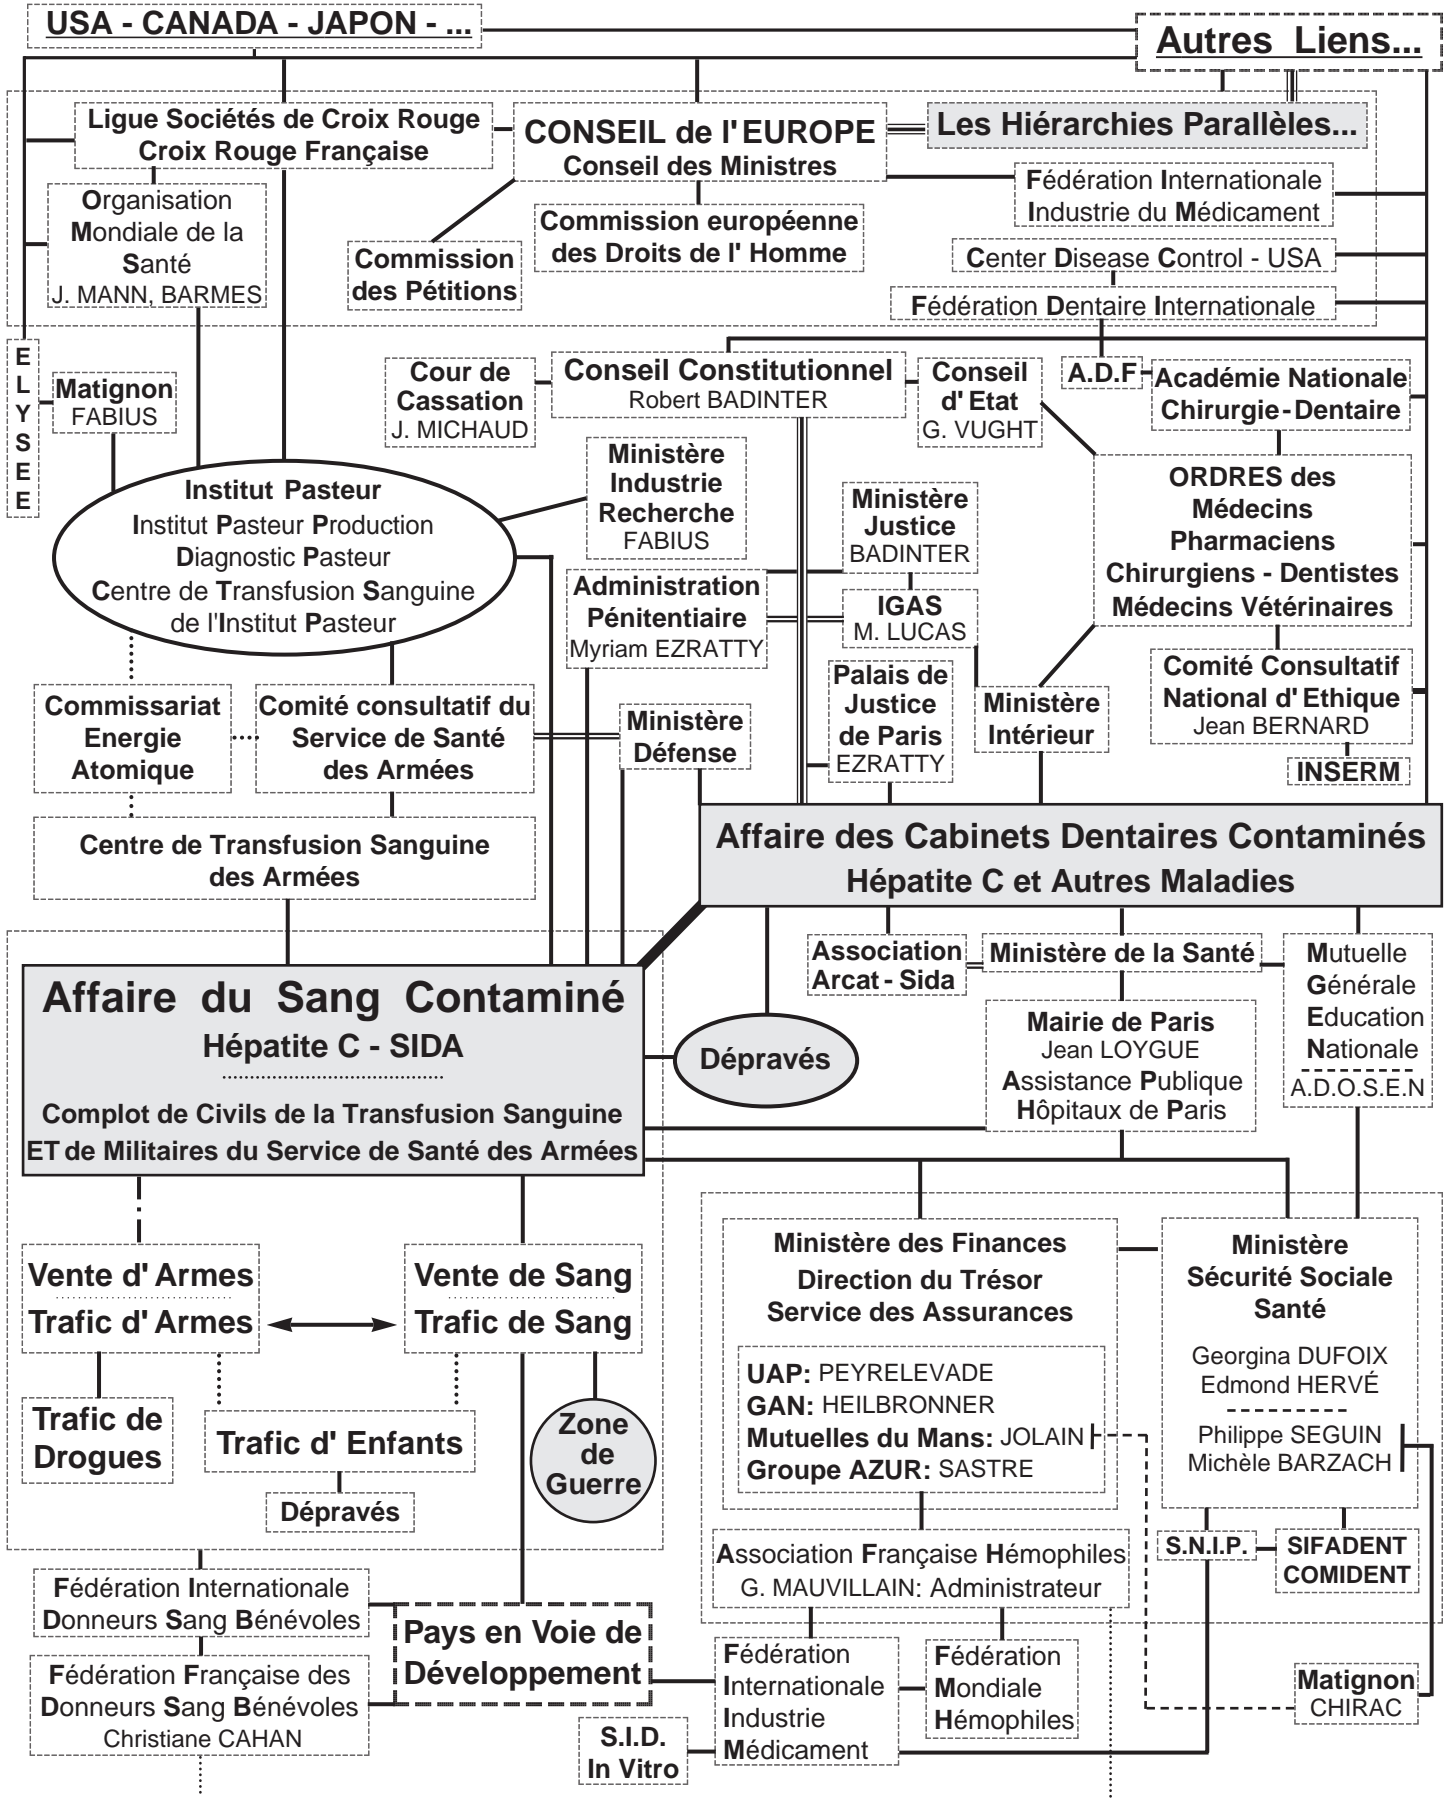 USA - CANADA - JAPON - ...
Autres Liens...
Ligue Sociétés de Croix Rouge
Croix Rouge Française
CONSEIL de l' EUROPE
Conseil des Ministres
Les Hiérarchies Parallèles...
Organisation
Mondiale de la
Santé
J. MANN, BARMES
Commission
des Pétitions
Commission européenne
des Droits de l' Homme
Fédération Internationale
Industrie du Médicament
Center Disease Control - USA
Fédération Dentaire Internationale
E
L
Y
S
E
E
Matignon
FABIUS
Cour de
Cassation
J. MICHAUD
Conseil Constitutionnel
Robert BADINTER
Conseil
d' Etat
G. VUGHT
A.D.F
Académie Nationale
Chirurgie - Dentaire
Institut Pasteur
Institut Pasteur Production
Diagnostic Pasteur
Centre de Transfusion Sanguine
de l'Institut Pasteur
Ministère
Industrie
Recherche
FABIUS
Ministère
Justice
BADINTER
ORDRES des
Médecins
Pharmaciens
Chirurgiens - Dentistes
Médecins Vétérinaires
Administration
Pénitentiaire
Myriam EZRATTY
IGAS
M. LUCAS
Palais de
Justice
de Paris
EZRATTY
Ministère
Intérieur
Comité Consultatif
National d' Ethique
Jean BERNARD
INSERM
Commissariat
Energie
Atomique
Comité consultatif du
Service de Santé
des Armées
Ministère
Défense
Centre de Transfusion Sanguine
des Armées
Affaire des Cabinets Dentaires Contaminés
Hépatite C et Autres Maladies
Affaire du Sang Contaminé
Hépatite C - SIDA
Complot de Civils de la Transfusion Sanguine
ET de Militaires du Service de Santé des Armées
Dépravés
Association
Arcat - Sida
Ministère de la Santé
Mutuelle
Générale
Education
Nationale
A.D.O.S.E.N
Mairie de Paris
Jean LOYGUE
Assistance Publique
Hôpitaux de Paris
Vente d' Armes
Trafic d' Armes
Vente de Sang
Trafic de Sang
Trafic de
Drogues
Trafic d' Enfants
Dépravés
Zone
de
Guerre
Ministère des Finances
Direction du Trésor
Service des Assurances
UAP: PEYRELEVADE
GAN: HEILBRONNER
Mutuelles du Mans: JOLAIN
Groupe AZUR: SASTRE
Ministère
Sécurité Sociale
Santé
Georgina DUFOIX
Edmond HERVÉ
Philippe SEGUIN
Michèle BARZACH
Association Française Hémophiles
G. MAUVILLAIN: Administrateur
S.N.I.P.
SIFADENT
COMIDENT
Fédération Internationale
Donneurs Sang Bénévoles
Fédération Française des
Donneurs Sang Bénévoles
Christiane CAHAN
Pays en Voie de
Développement
S.I.D.
In Vitro
Fédération
Internationale
Industrie
Médicament
Fédération
Mondiale
Hémophiles
Matignon
CHIRAC